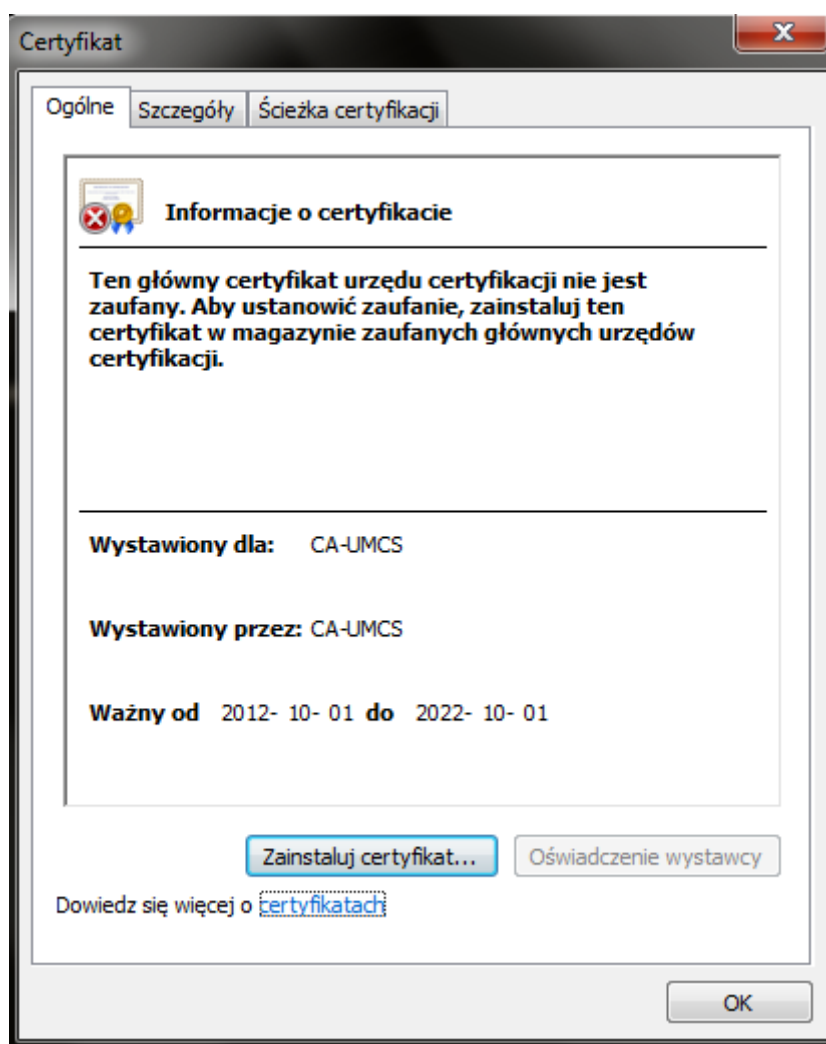 Certyfikat
Ogólne Szczegóły Ścieżka certyfikacji
Informacje o certyfikacie
Ten główny certyfikat urzędu certyfikacji nie jest
zaufany. Aby ustanowić zaufanie, zainstaluj ten
certyfikat w magazynie zaufanych głównych urzędów
certyfikacji.
Wystawiony dla: CA-UMCS
Wystawiony przez: CA-UMCS
Ważny od 2012- 10- 01 do 2022- 10- 01
Zainstaluj certyfikat... Oświadczenie wystawcy
Dowiedz się więcej o certyfikatach
OK